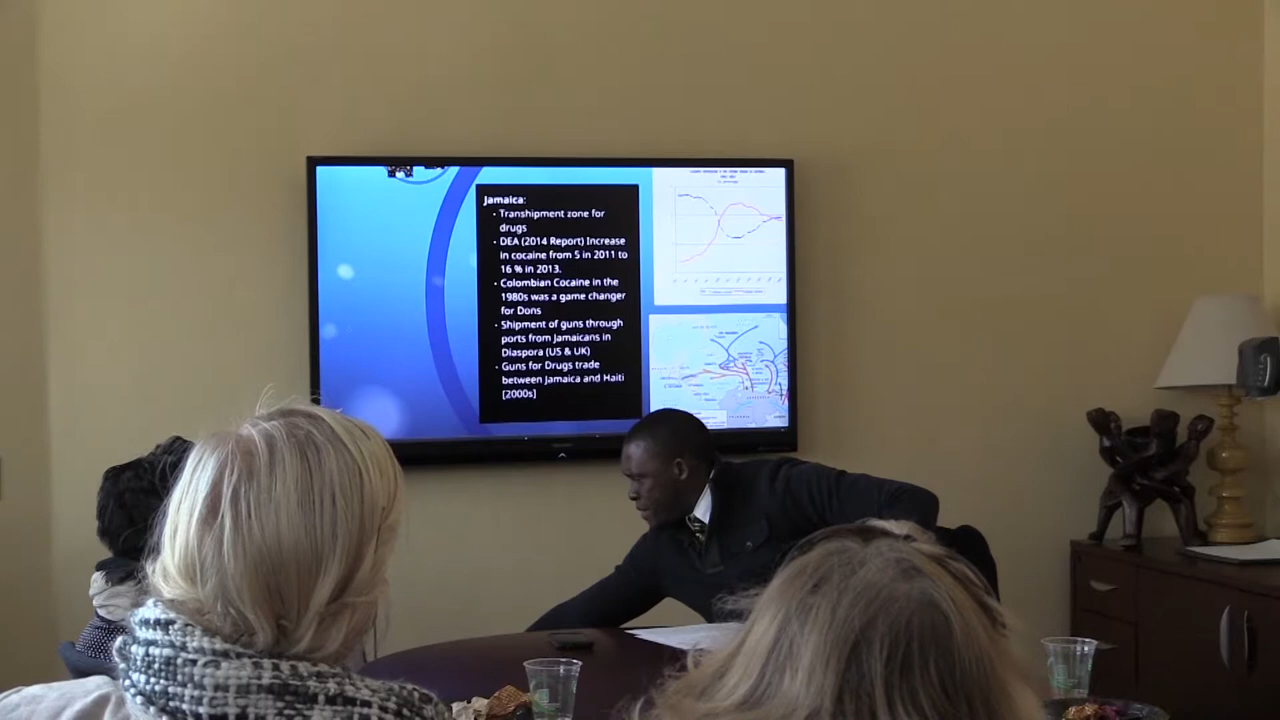 Jamaica:
· Transhipment zone for
drugs
· DEA (2014 Report) Increase
in cocaine from 5 in 2011 to
16 % in 2013.
· Colombian Cocaine in the
1980s was a game changer
for Dons
· Shipment of guns through
ports from Jamaicans in
Diaspora (US & UK)
· Guns for Drugs trade
between Jamaica and Haiti
[2000s]